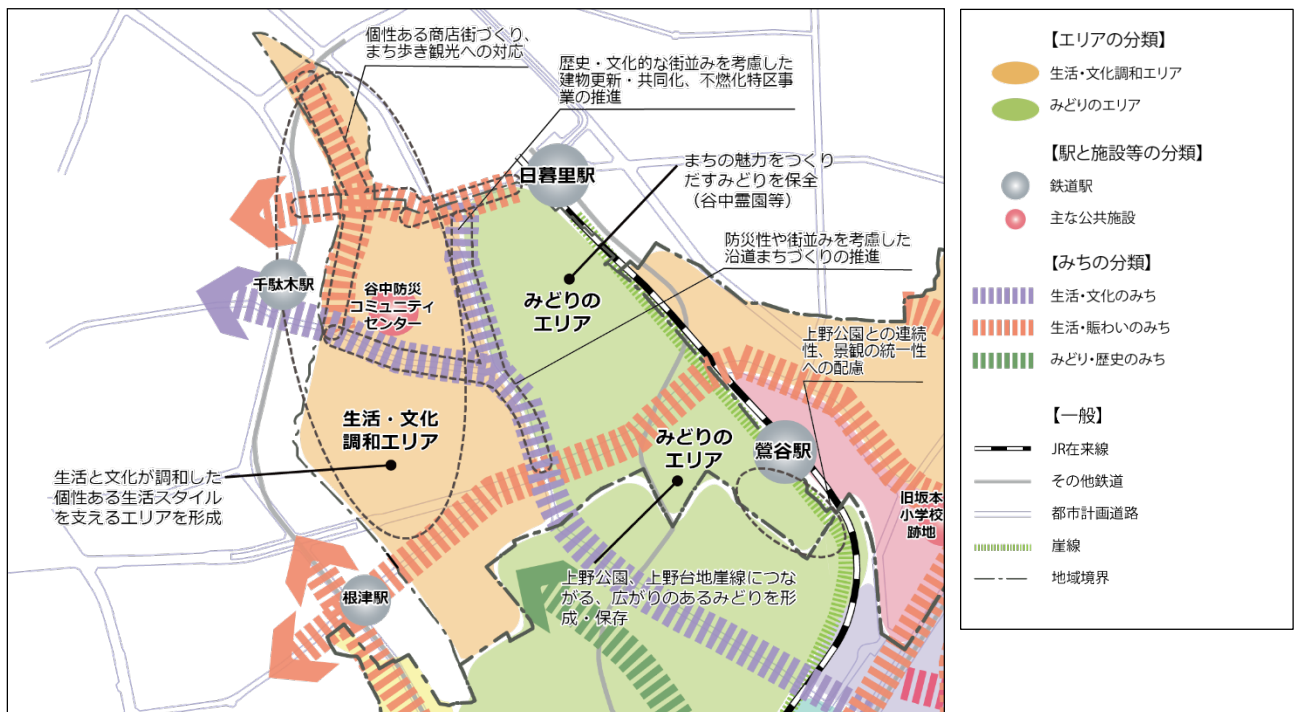 個性ある商店街づくり、
まち歩き観光への対応
歴史・文化的な街並みを考慮した
建物更新・共同化、不燃化特区事
業の推進
日暮里駅
まちの魅力をつくり
だすみどりを保全
（谷中霊園等）
防災性や街並みを考慮した
沿道まちづくりの推進
千駄木駅
谷中防災
コミュニティ
センター
みどりの
エリア
上野公園との連続
性、景観の統一性
への配慮
生活・文化
調和エリア
みどりの
エリア
鶯谷駅
生活と文化が調和した
個性ある生活スタイル
を支えるエリアを形成
旧坂本
小学校
跡地
上野公園、上野台地崖線につな
がる、広がりのあるみどりを形
成・保存
根津駅
【エリアの分類】
生活・文化調和エリア
みどりのエリア
【駅と施設等の分類】
鉄道駅
主な公共施設
【みちの分類】
生活・文化のみち
生活・賑わいのみち
みどり・歴史のみち
【一般】
JR在来線
その他鉄道
都市計画道路
崖線
地域境界